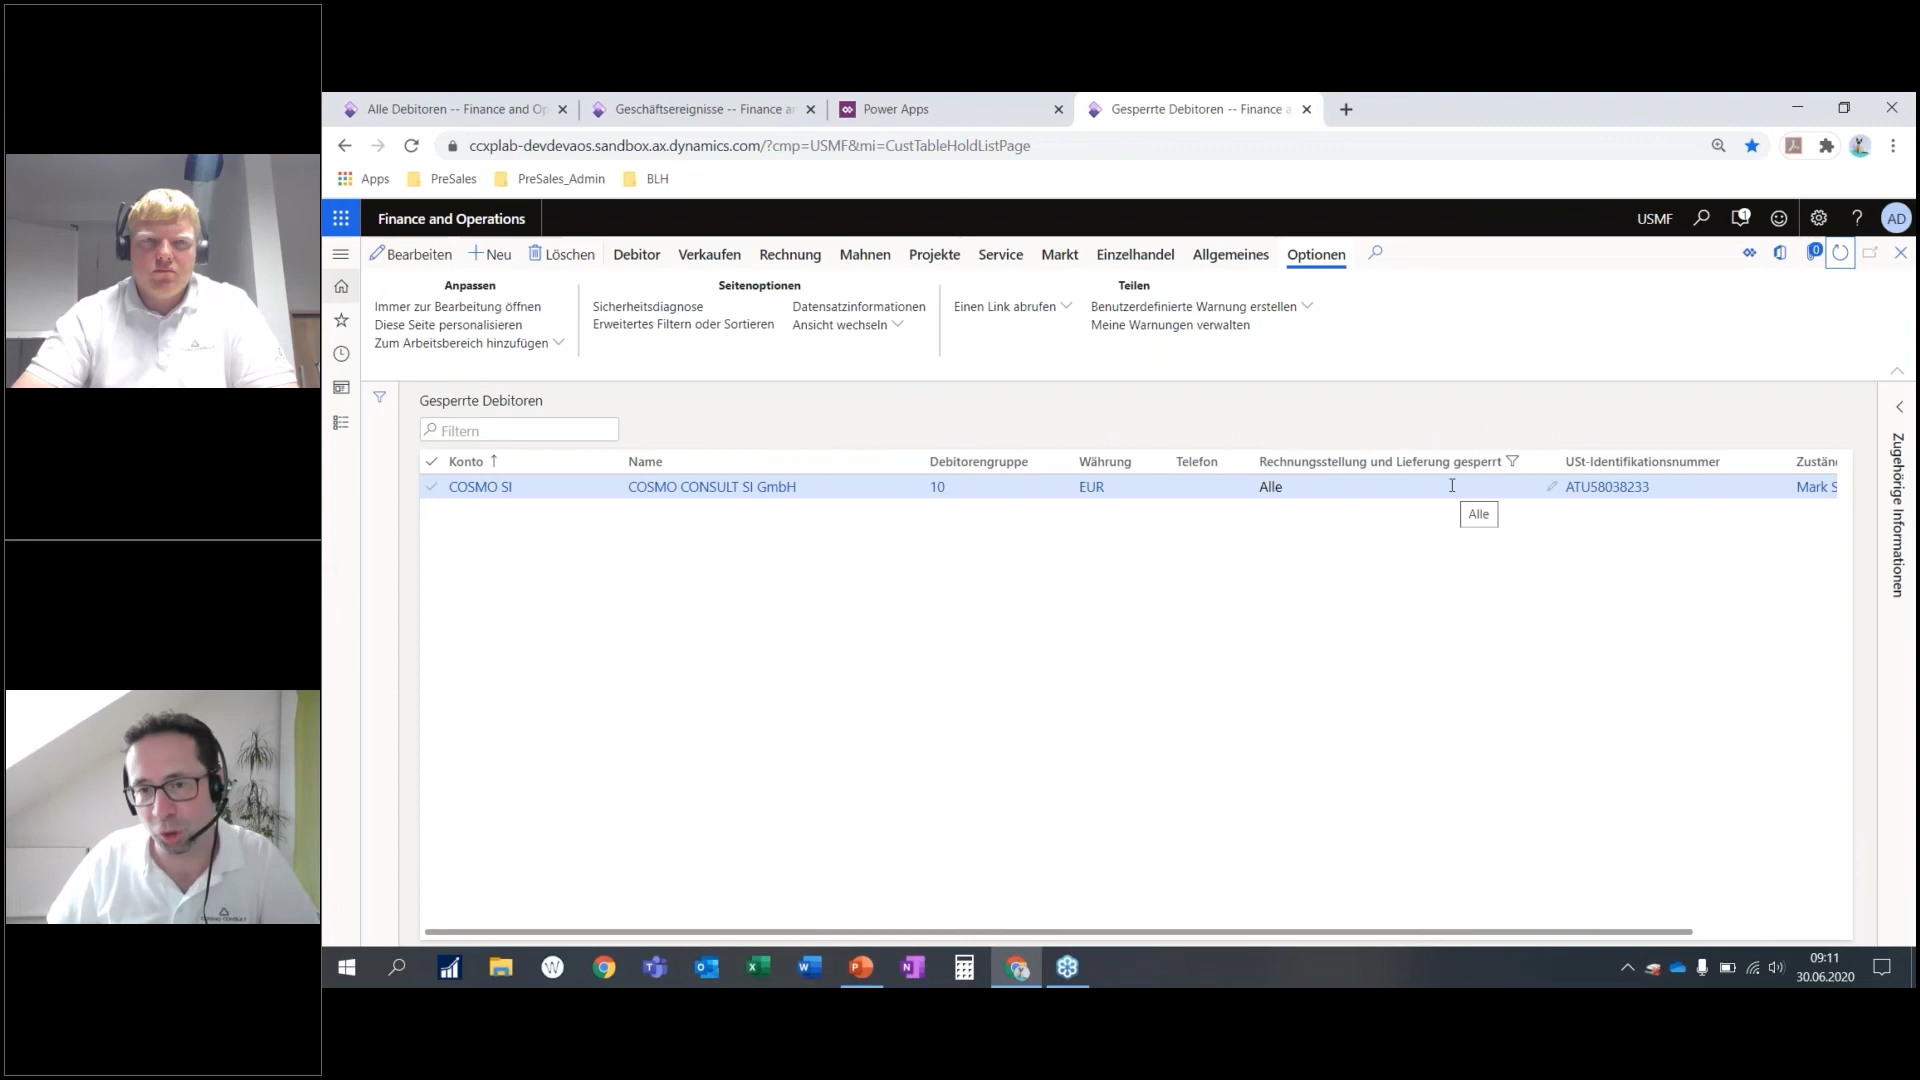 Alle Debitoren -- Finance and Op
Geschäftsereignisse -- Finance an
Power Apps
Gesperrte Debitoren -- Finance a
ccxplab-devdevaos.sandbox.ax.dynamics.com/?cmp=USMF&mi=CustTableHoldListPage
Apps PreSales PreSales_Admin BLH
Finance and Operations
USMF 1 ? AD
Bearbeiten Neu Löschen Debitor Verkaufen Rechnung Mahnen Projekte Service Markt Einzelhandel Allgemeines Optionen 0
Anpassen Seitenoptionen Teilen
Immer zur Bearbeitung öffnen Sicherheitsdiagnose Datensatzinformationen Einen Link abrufen Benutzerdefinierte Warnung erstellen
Diese Seite personalisieren Erweitertes Filtern oder Sortieren Ansicht wechseln Meine Warnungen verwalten
Zum Arbeitsbereich hinzufügen
Gesperrte Debitoren
Filtern
Konto Name Debitorengruppe Währung Telefon Rechnungsstellung und Lieferung gesperrt USt-Identifikationsnummer Zustän
COSMO SI COSMO CONSULT SI GmbH 10 EUR Alle ATU58038233 Mark S
Alle
Zugehörige Informationen
09:11
30.06.2020